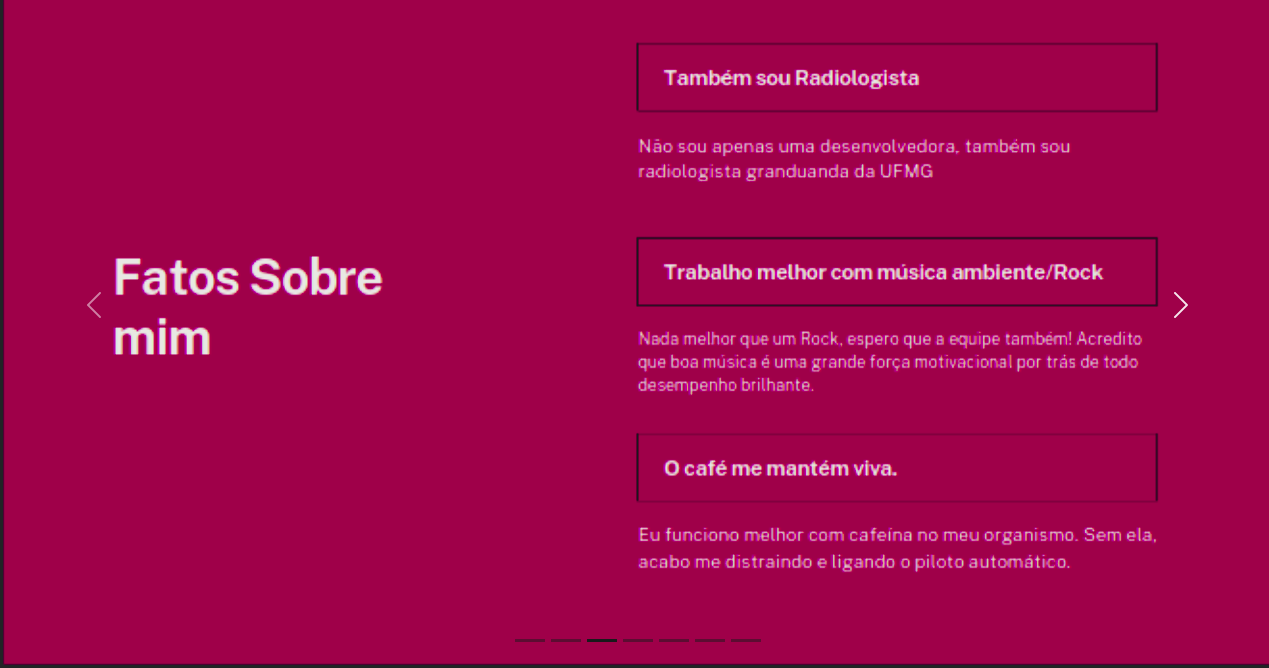 Fatos Sobre
mim
Também sou Radiologista
Não sou apenas uma desenvolvedora, também sou
radiologista granduanda da UFMG
Trabalho melhor com música ambiente/Rock
Nada melhor que um Rock, espero que a equipe também! Acredito
que boa música é uma grande força motivacional por trás de todo
desempenho brilhante.
O café me mantém viva.
Eu funciono melhor com cafeína no meu organismo. Sem ela,
acabo me distraindo e ligando o piloto automático.